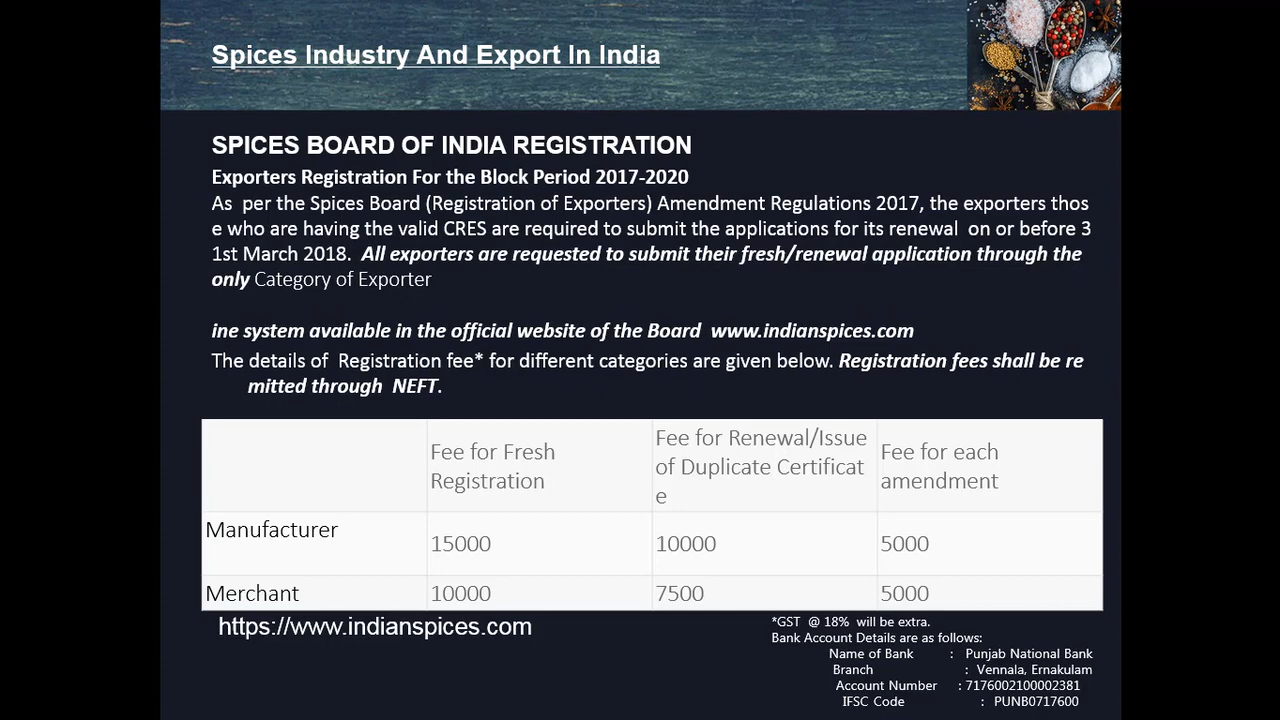 Spices Industry And Export In India
SPICES BOARD OF INDIA REGISTRATION
Exporters Registration For the Block Period 2017-2020
As per the Spices Board (Registration of Exporters) Amendment Regulations 2017, the exporters thos
e who are having the valid CRES are required to submit the applications for its renewal on or before 3
1st March 2018. All exporters are requested to submit their fresh/renewal application through the
only Category of Exporter
ine system available in the official website of the Board www.indianspices.com
The details of Registration fee* for different categories are given below. Registration fees shall be re
mitted through NEFT.
Fee for Fresh
Registration
Fee for Renewal/Issue
of Duplicate Certificat
e
Fee for each
amendment
Manufacturer
15000
10000
5000
Merchant
10000
7500
5000
https://www.indianspices.com
*GST @ 18% will be extra.
Bank Account Details are as follows:
Name of Bank : Punjab National Bank
Branch : Vennala, Ernakulam
Account Number : 7176002100002381
IFSC Code : PUNB0717600